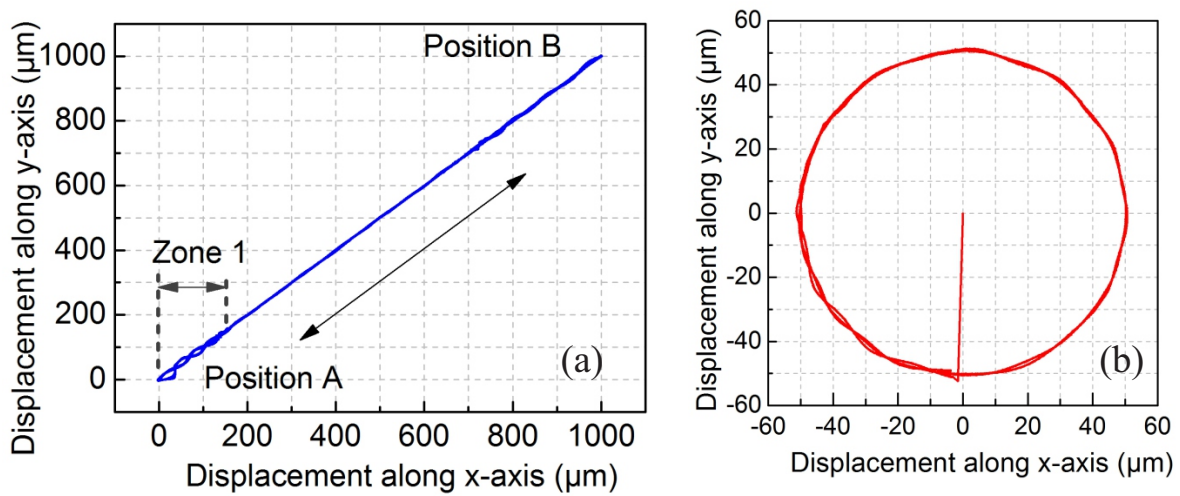 Displacement along y-axis (μm)
1000
800
600
400
200
0
Position B
Zone 1
Position A
(a)
0 200 400 600 800 1000
Displacement along x-axis (μm)
Displacement along y-axis (μm)
60
40
20
0
-20
-40
-60
(b)
-60 -40 -20 0 20 40 60
Displacement along x-axis (μm)